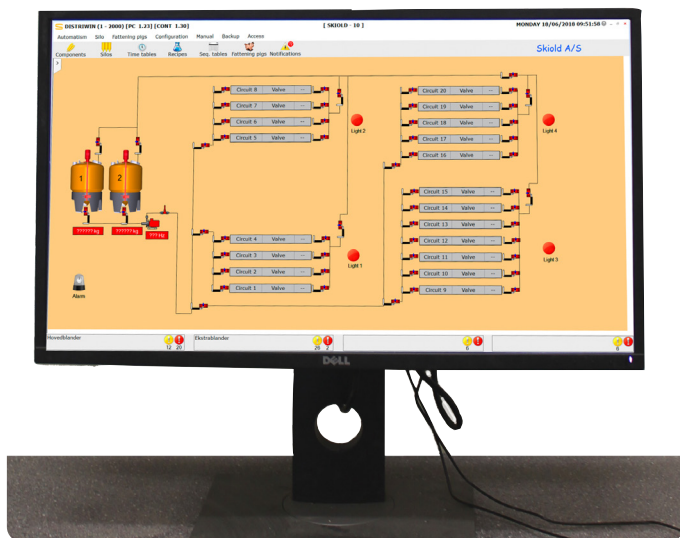 DISTRIWIN (1 - 2000) [PC 1.23] [CONT 1.30] [ SKIOLD - 10 ] MONDAY 18/06/2018 09:51:58
Automatism Silo Fattening pigs Configuration Manual Backup Access
Components Silos Time tables Recipes Seq. tables Fattening pigs Notifications Skiold A/S
Circuit 8 Valve -- Circuit 20 Valve --
Circuit 7 Valve -- Circuit 19 Valve --
Circuit 6 Valve -- Light 2 Circuit 18 Valve -- Light 4
Circuit 5 Valve -- Circuit 17 Valve --
Circuit 16 Valve --
1 2
Circuit 15 Valve --
Circuit 14 Valve --
?????? kg ?????? kg ??? Hz Circuit 13 Valve --
Circuit 4 Valve -- Circuit 12 Valve --
Circuit 3 Valve -- Light 1 Circuit 11 Valve -- Light 3
Circuit 2 Valve -- Circuit 10 Valve --
Circuit 1 Valve -- Circuit 9 Valve --
Alarm
Hovedblander Ekstrablander
12 20 26 2 6 6
DELL